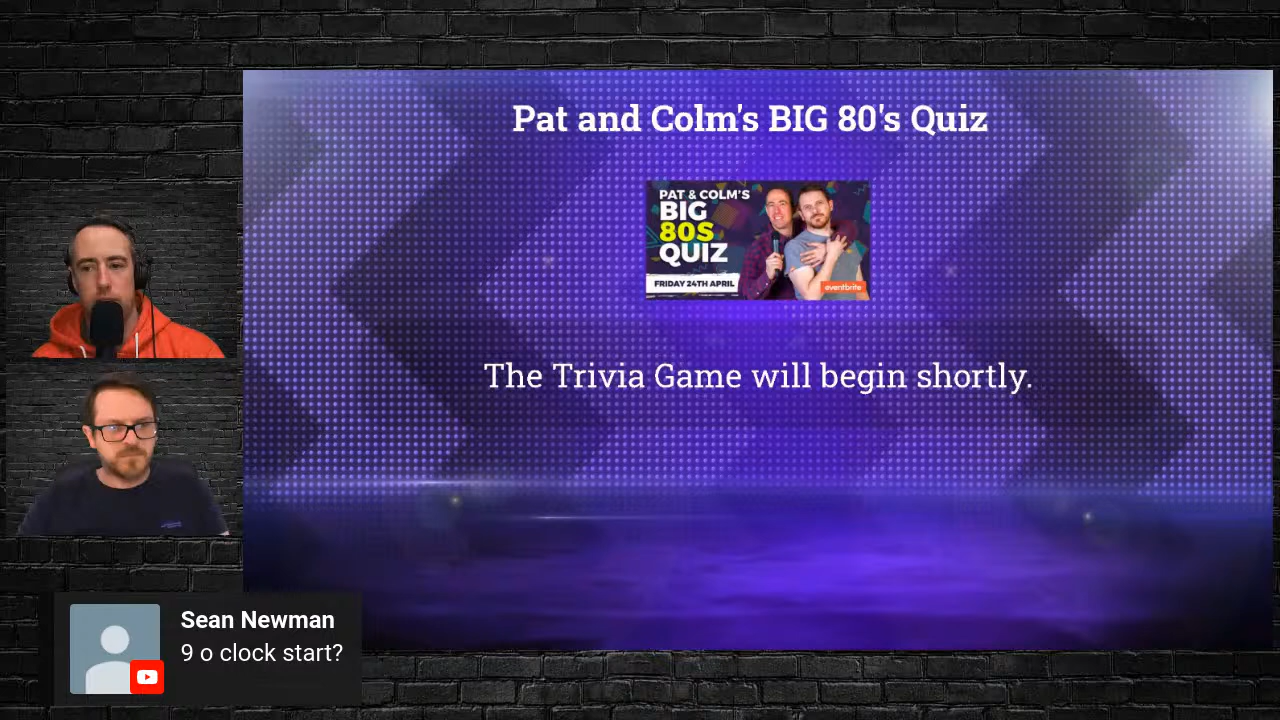 Pat and Colm's BIG 80's Quiz
PAT & COLM'S
BIG
80S
QUIZ
FRIDAY 24TH APRIL
eventbrite
The Trivia Game will begin shortly.
Sean Newman
9 o clock start?